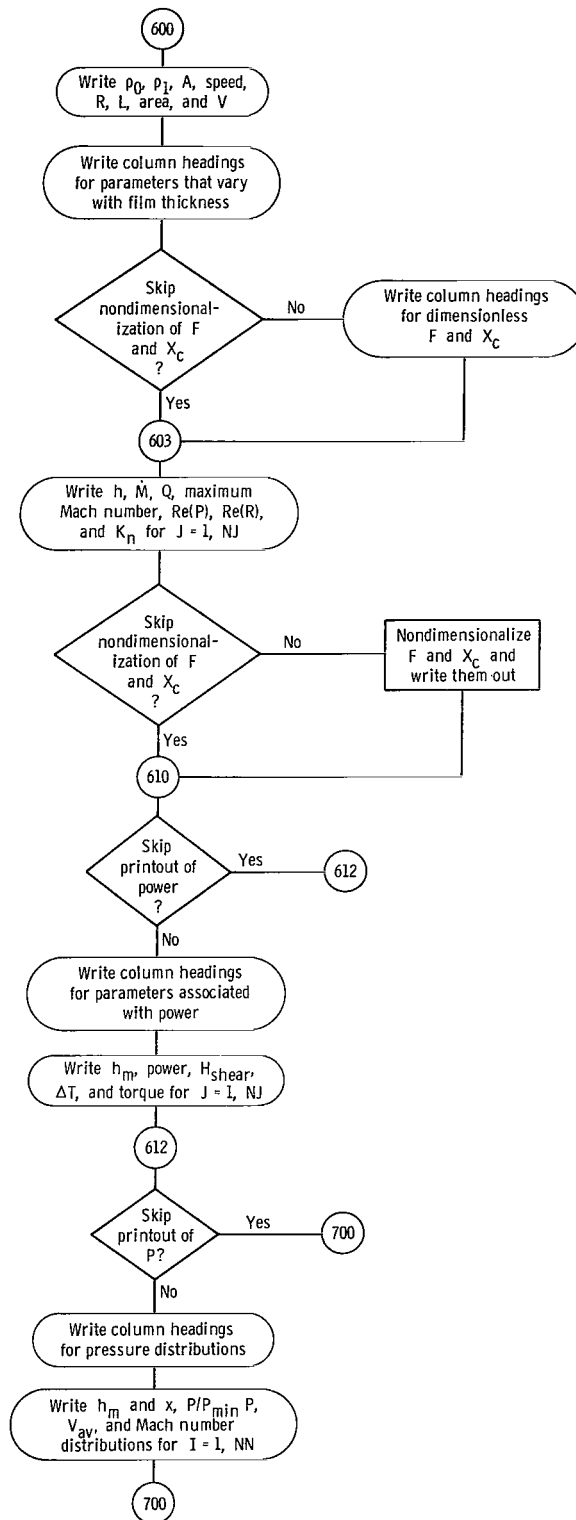 600
Write ρ0, ρ1, A, speed,
R, L, area, and V
Write column headings
for parameters that vary
with film thickness
Skip
nondimensional-
ization of F
and Xc
?
No
Write column headings
for dimensionless
F and Xc
Yes
603
Write h, Ṁ, Q, maximum
Mach number, Re(P), Re(R),
and Kn for J = 1, NJ
Skip
nondimensional-
ization of F
and Xc
?
No
Nondimensionalize
F and Xc and
write them out
Yes
610
Skip
printout of
power
?
Yes
612
No
Write column headings
for parameters associated
with power
Write hm, power, Hshear,
ΔT, and torque for J = 1, NJ
612
Skip
printout of
P?
Yes
700
No
Write column headings
for pressure distributions
Write hm and x, P/Pmin P,
Vav, and Mach number
distributions for I = 1, NN
700